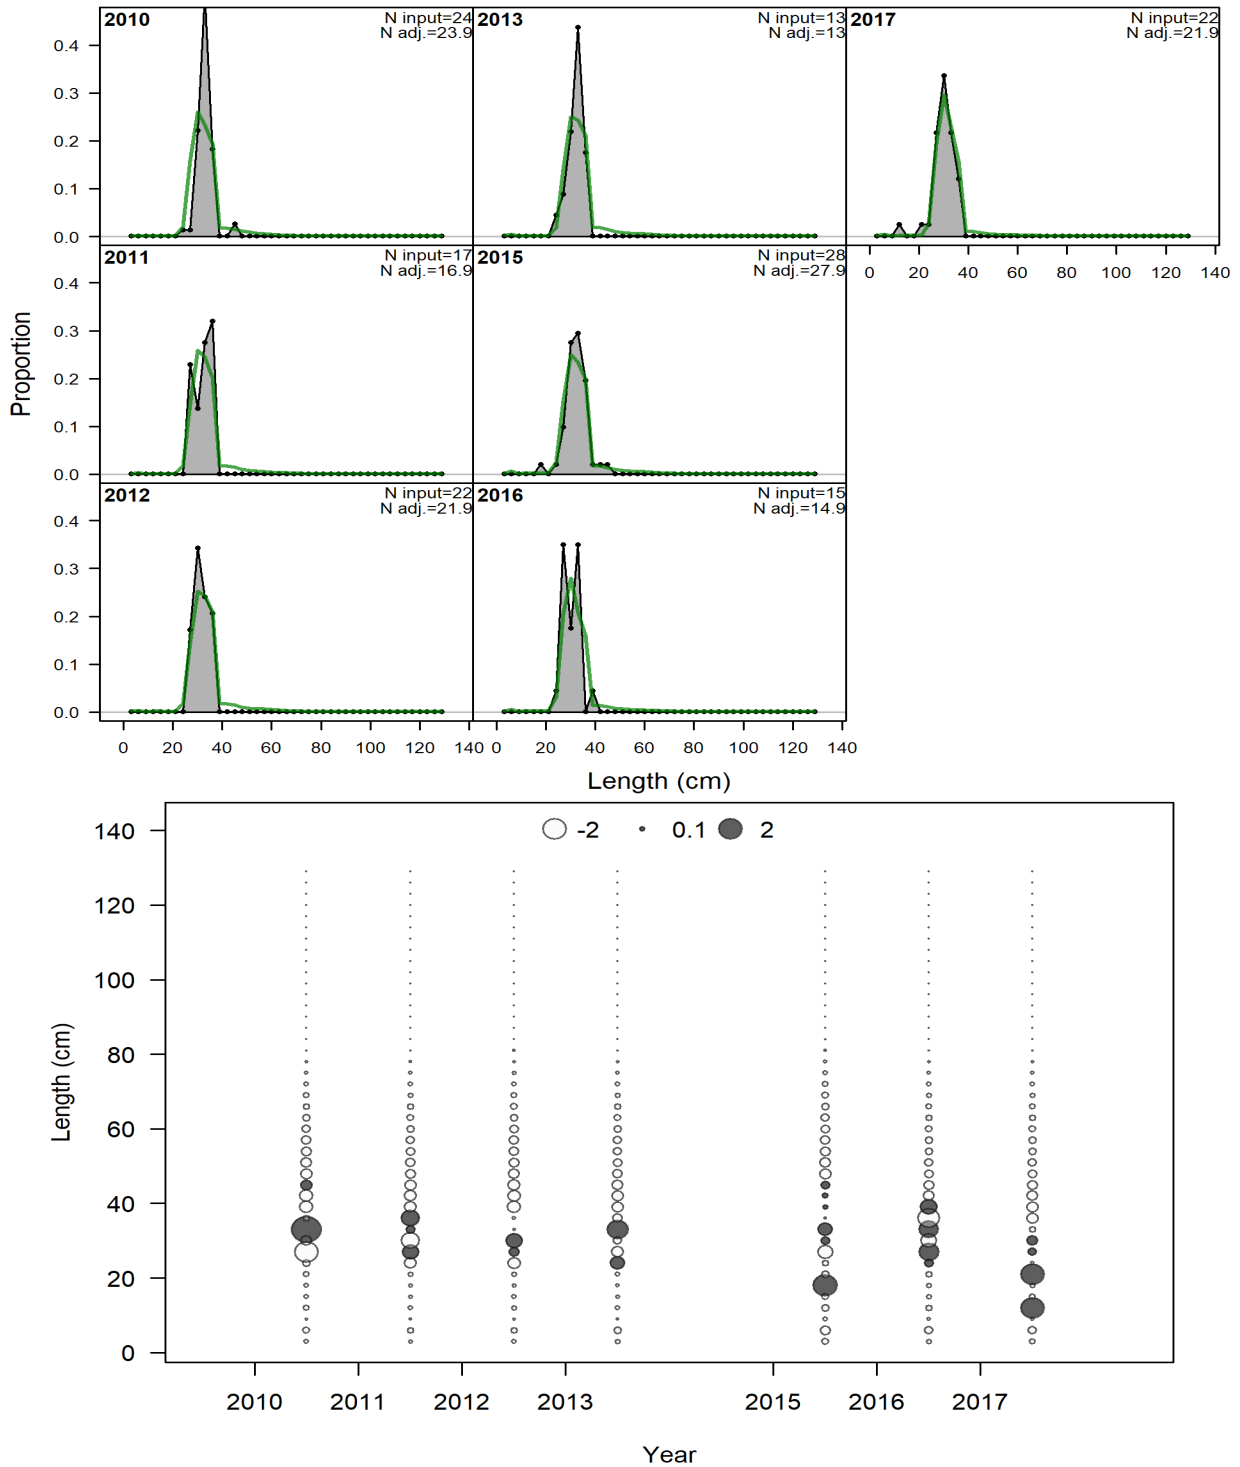 2010
N input=24
N adj.=23.9
2013
N input=13
N adj.=13
2017
N input=22
N adj.=21.9
0.4
0.3
0.2
0.1
0.0
0 20 40 60 80 100 120 140
2011
N input=17
N adj.=16.9
2015
N input=28
N adj.=27.9
0.4
0.3
0.2
0.1
0.0
Proportion
2012
N input=22
N adj.=21.9
2016
N input=15
N adj.=14.9
0.4
0.3
0.2
0.1
0.0
0 20 40 60 80 100 120 140 0 20 40 60 80 100 120 140
Length (cm)
-2 0.1 2
140
120
100
80
60
40
20
0
Length (cm)
2010 2011 2012 2013 2015 2016 2017
Year